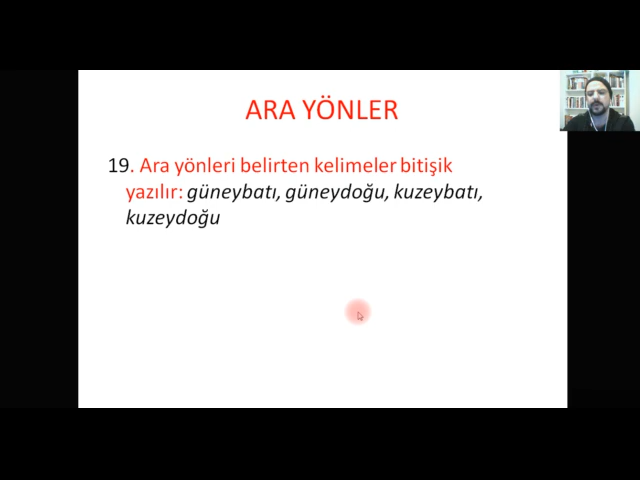 ARA YÖNLER
19. Ara yönleri belirten kelimeler bitişik
yazılır: güneybatı, güneydoğu, kuzeybatı,
kuzeydoğu